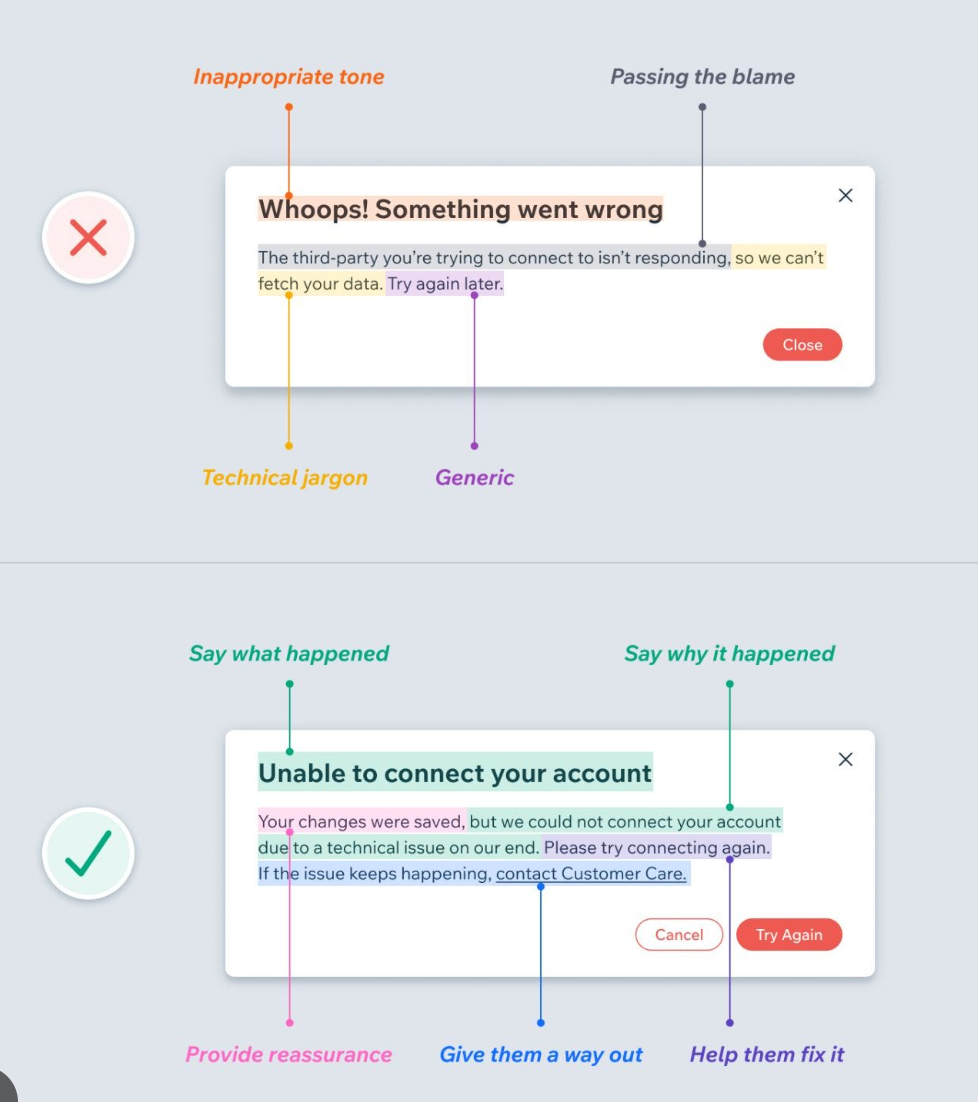 Inappropriate tone
Passing the blame
Whoops! Something went wrong
The third-party you’re trying to connect to isn’t responding, so we can’t
fetch your data. Try again later.
Close
Technical jargon
Generic
Say what happened
Say why it happened
Unable to connect your account
Your changes were saved, but we could not connect your account
due to a technical issue on our end. Please try connecting again.
If the issue keeps happening, contact Customer Care.
Cancel
Try Again
Provide reassurance
Give them a way out
Help them fix it